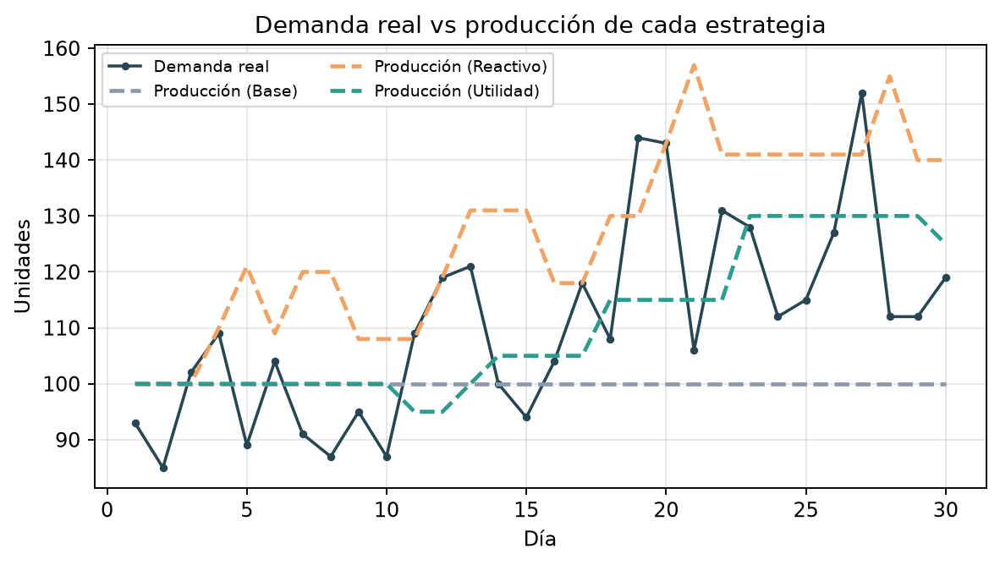 Demanda real vs producción de cada estrategia
Demanda real
Producción (Base)
Producción (Reactivo)
Producción (Utilidad)
Unidades
160
150
140
130
120
110
100
90
0 5 10 15 20 25 30
Día